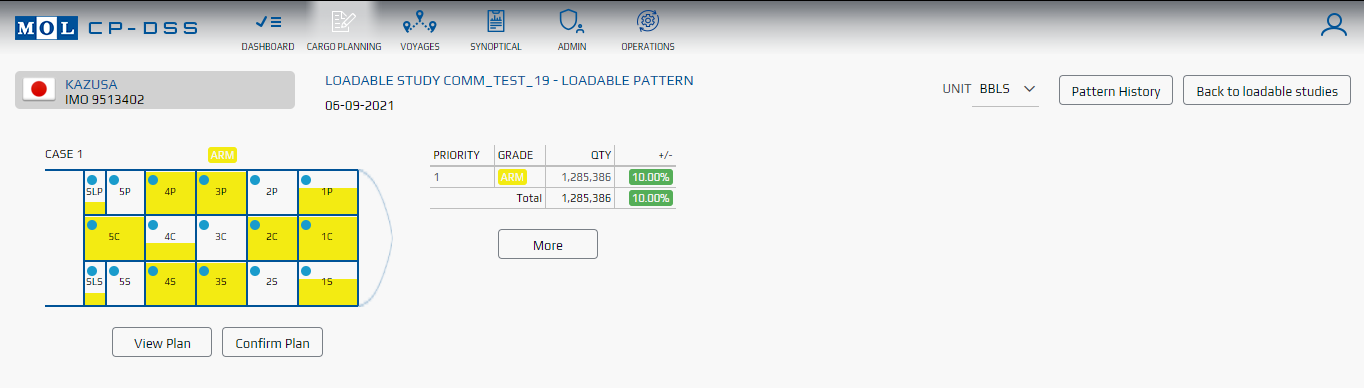 MOL CP-DSS
DASHBOARD CARGO PLANNING VOYAGES SYNOPTICAL ADMIN OPERATIONS
KAZUSA
IMO 9513402
LOADABLE STUDY COMM_TEST_19 - LOADABLE PATTERN
06-09-2021
UNIT BBLS
Pattern History
Back to loadable studies
CASE 1 ARM
SLP 5P 4P 3P 2P 1P
5C 4C 3C 2C 1C
SLS 5S 4S 3S 2S 1S
View Plan
Confirm Plan
PRIORITY GRADE QTY +/-
1 ARM 1,285,386 10.00%
Total 1,285,386 10.00%
More